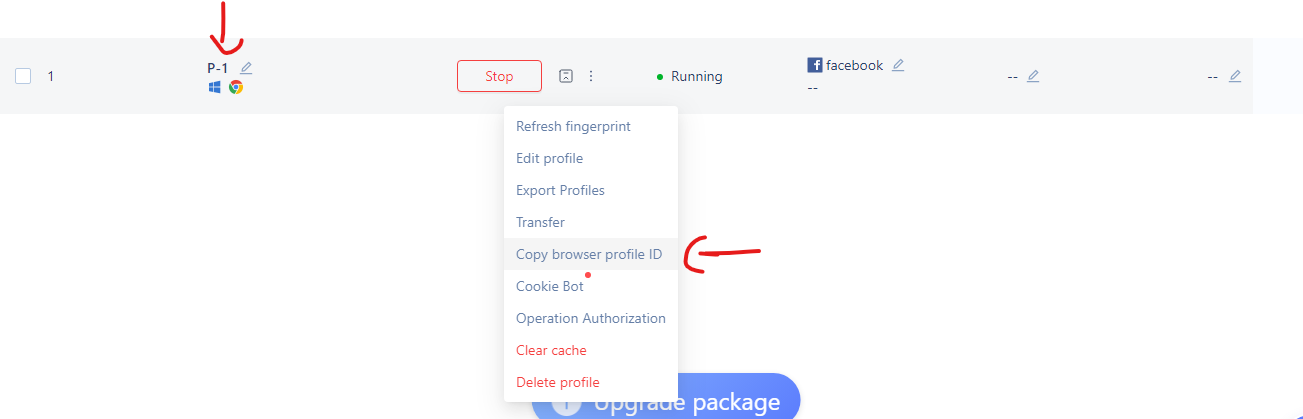 1
P-1
Stop
Running
facebook
--
--
--
Refresh fingerprint
Edit profile
Export Profiles
Transfer
Copy browser profile ID
Cookie Bot
Operation Authorization
Clear cache
Delete profile
Upgrade package